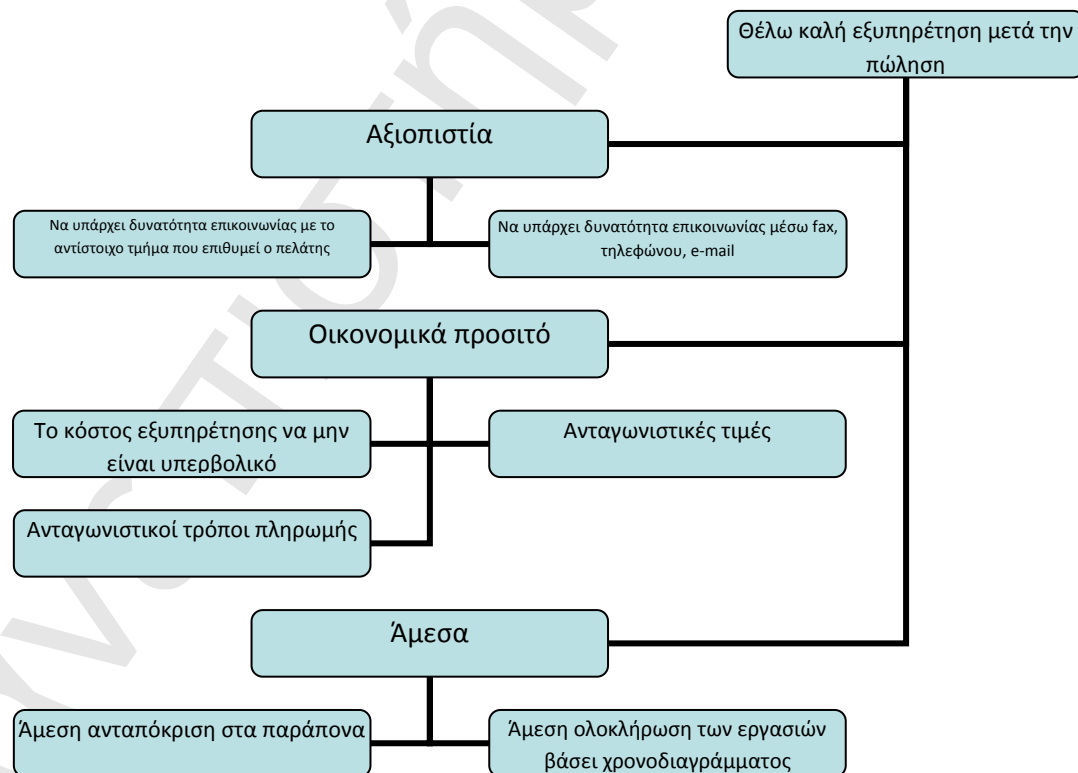 Θέλω καλή εξυπηρέτηση μετά την
πώληση
Αξιοπιστία
Να υπάρχει δυνατότητα επικοινωνίας με το
αντίστοιχο τμήμα που επιθυμεί ο πελάτης
Να υπάρχει δυνατότητα επικοινωνίας μέσω fax,
τηλεφώνου, e-mail
Οικονομικά προσιτό
Το κόστος εξυπηρέτησης να μην
είναι υπερβολικό
Ανταγωνιστικές τιμές
Ανταγωνιστικοί τρόποι πληρωμής
Άμεσα
Άμεση ανταπόκριση στα παράπονα
Άμεση ολοκλήρωση των εργασιών
βάσει χρονοδιαγράμματος